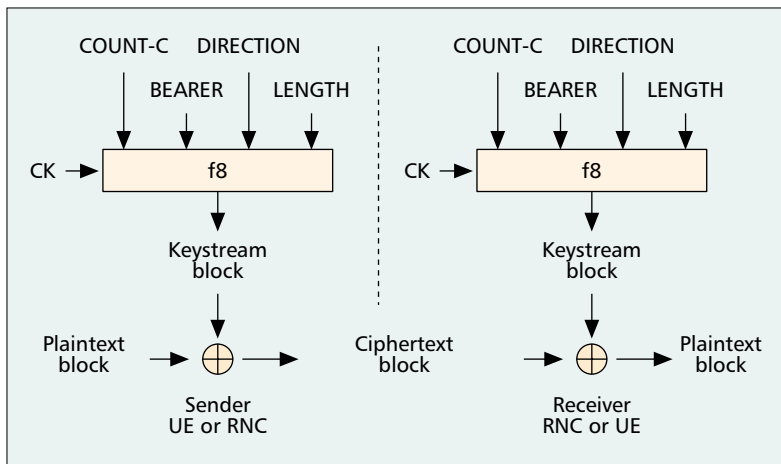 COUNT-C DIRECTION
BEARER LENGTH
CK
f8
Keystream
block
Plaintext
block
Sender
UE or RNC
COUNT-C DIRECTION
BEARER LENGTH
CK
f8
Keystream
block
Ciphertext
block
Plaintext
block
Receiver
RNC or UE